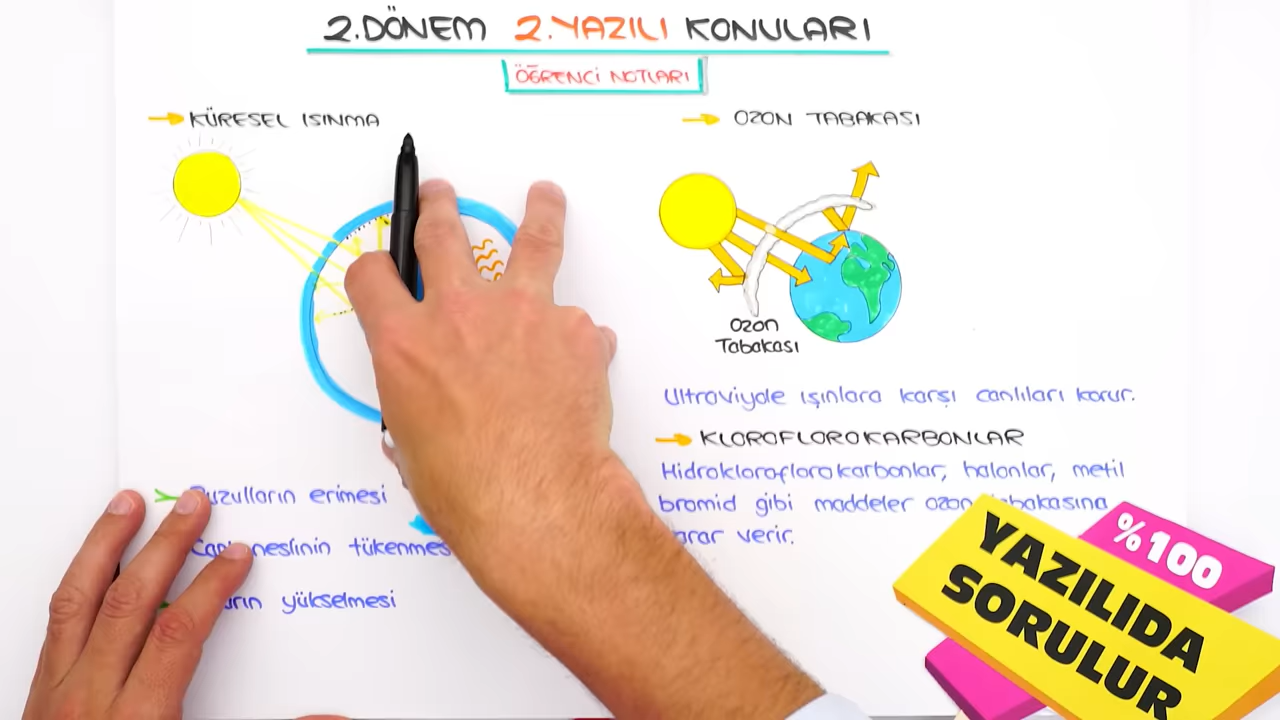 2.DÖNEM 2.YAZILI KONULARI
ÖĞRENCİ NOTLARI
KÜRESEL ISINMA
erimesi
tükenmes
yükselmesi
OZON TABAKASI
Ozon
Tabakası
Ultraviyole ışınlara karşı canlıları korur.
KLOROFLOROKARBONLAR
Hidrokloroflorokarbonlar, halonlar, metil
bromid gibi maddeler ozon tabakasına
verir.
%100
YAZILIDA
SORULUR